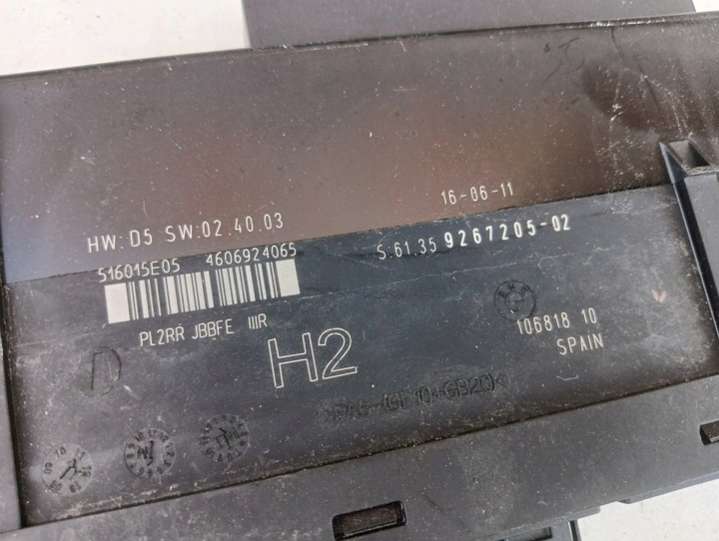 16-06-11
HW:D5 SW:02.40.03
S:61.35 9267205-02
516015E05 4606924065
PL2RR JBBFE IIIR
H2
106818 10
SPAIN
D